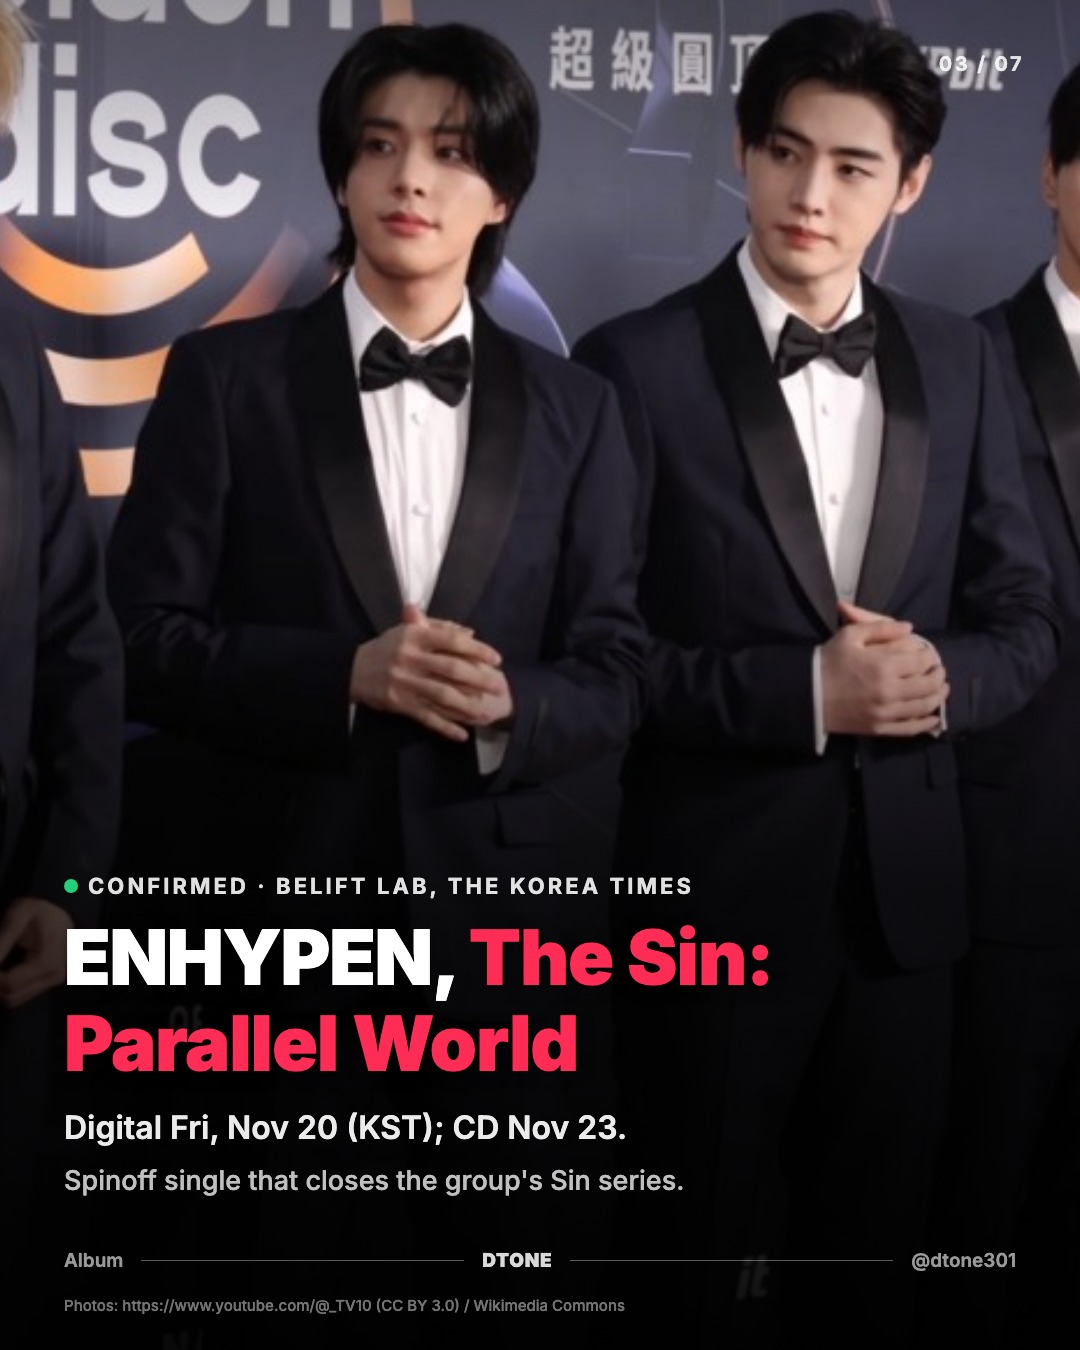 disc
超級圓頂
03 / 07
CONFIRMED · BELIFT LAB, THE KOREA TIMES
ENHYPEN, The Sin:
Parallel World
Digital Fri, Nov 20 (KST); CD Nov 23.
Spinoff single that closes the group's Sin series.
Album
DTONE
@dtone301
Photos: https://www.youtube.com/@_TV10 (CC BY 3.0) / Wikimedia Commons